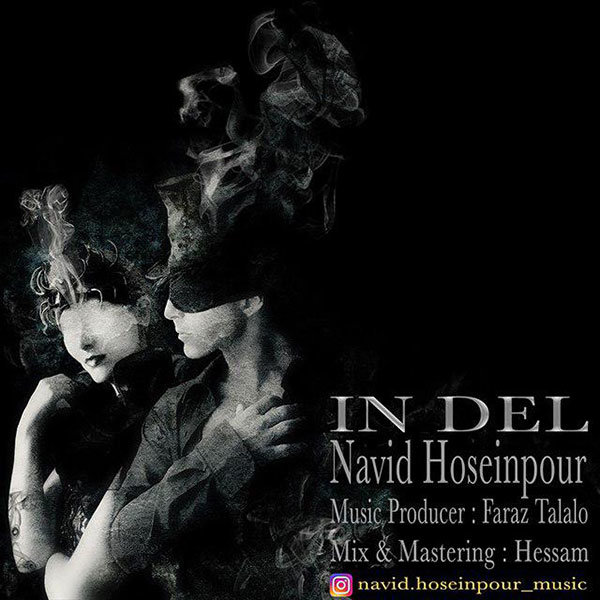 IN DEL
Navid Hoseinpour
Music Producer : Faraz Talalo
Mix & Mastering : Hessam
navid.hoseinpour_music